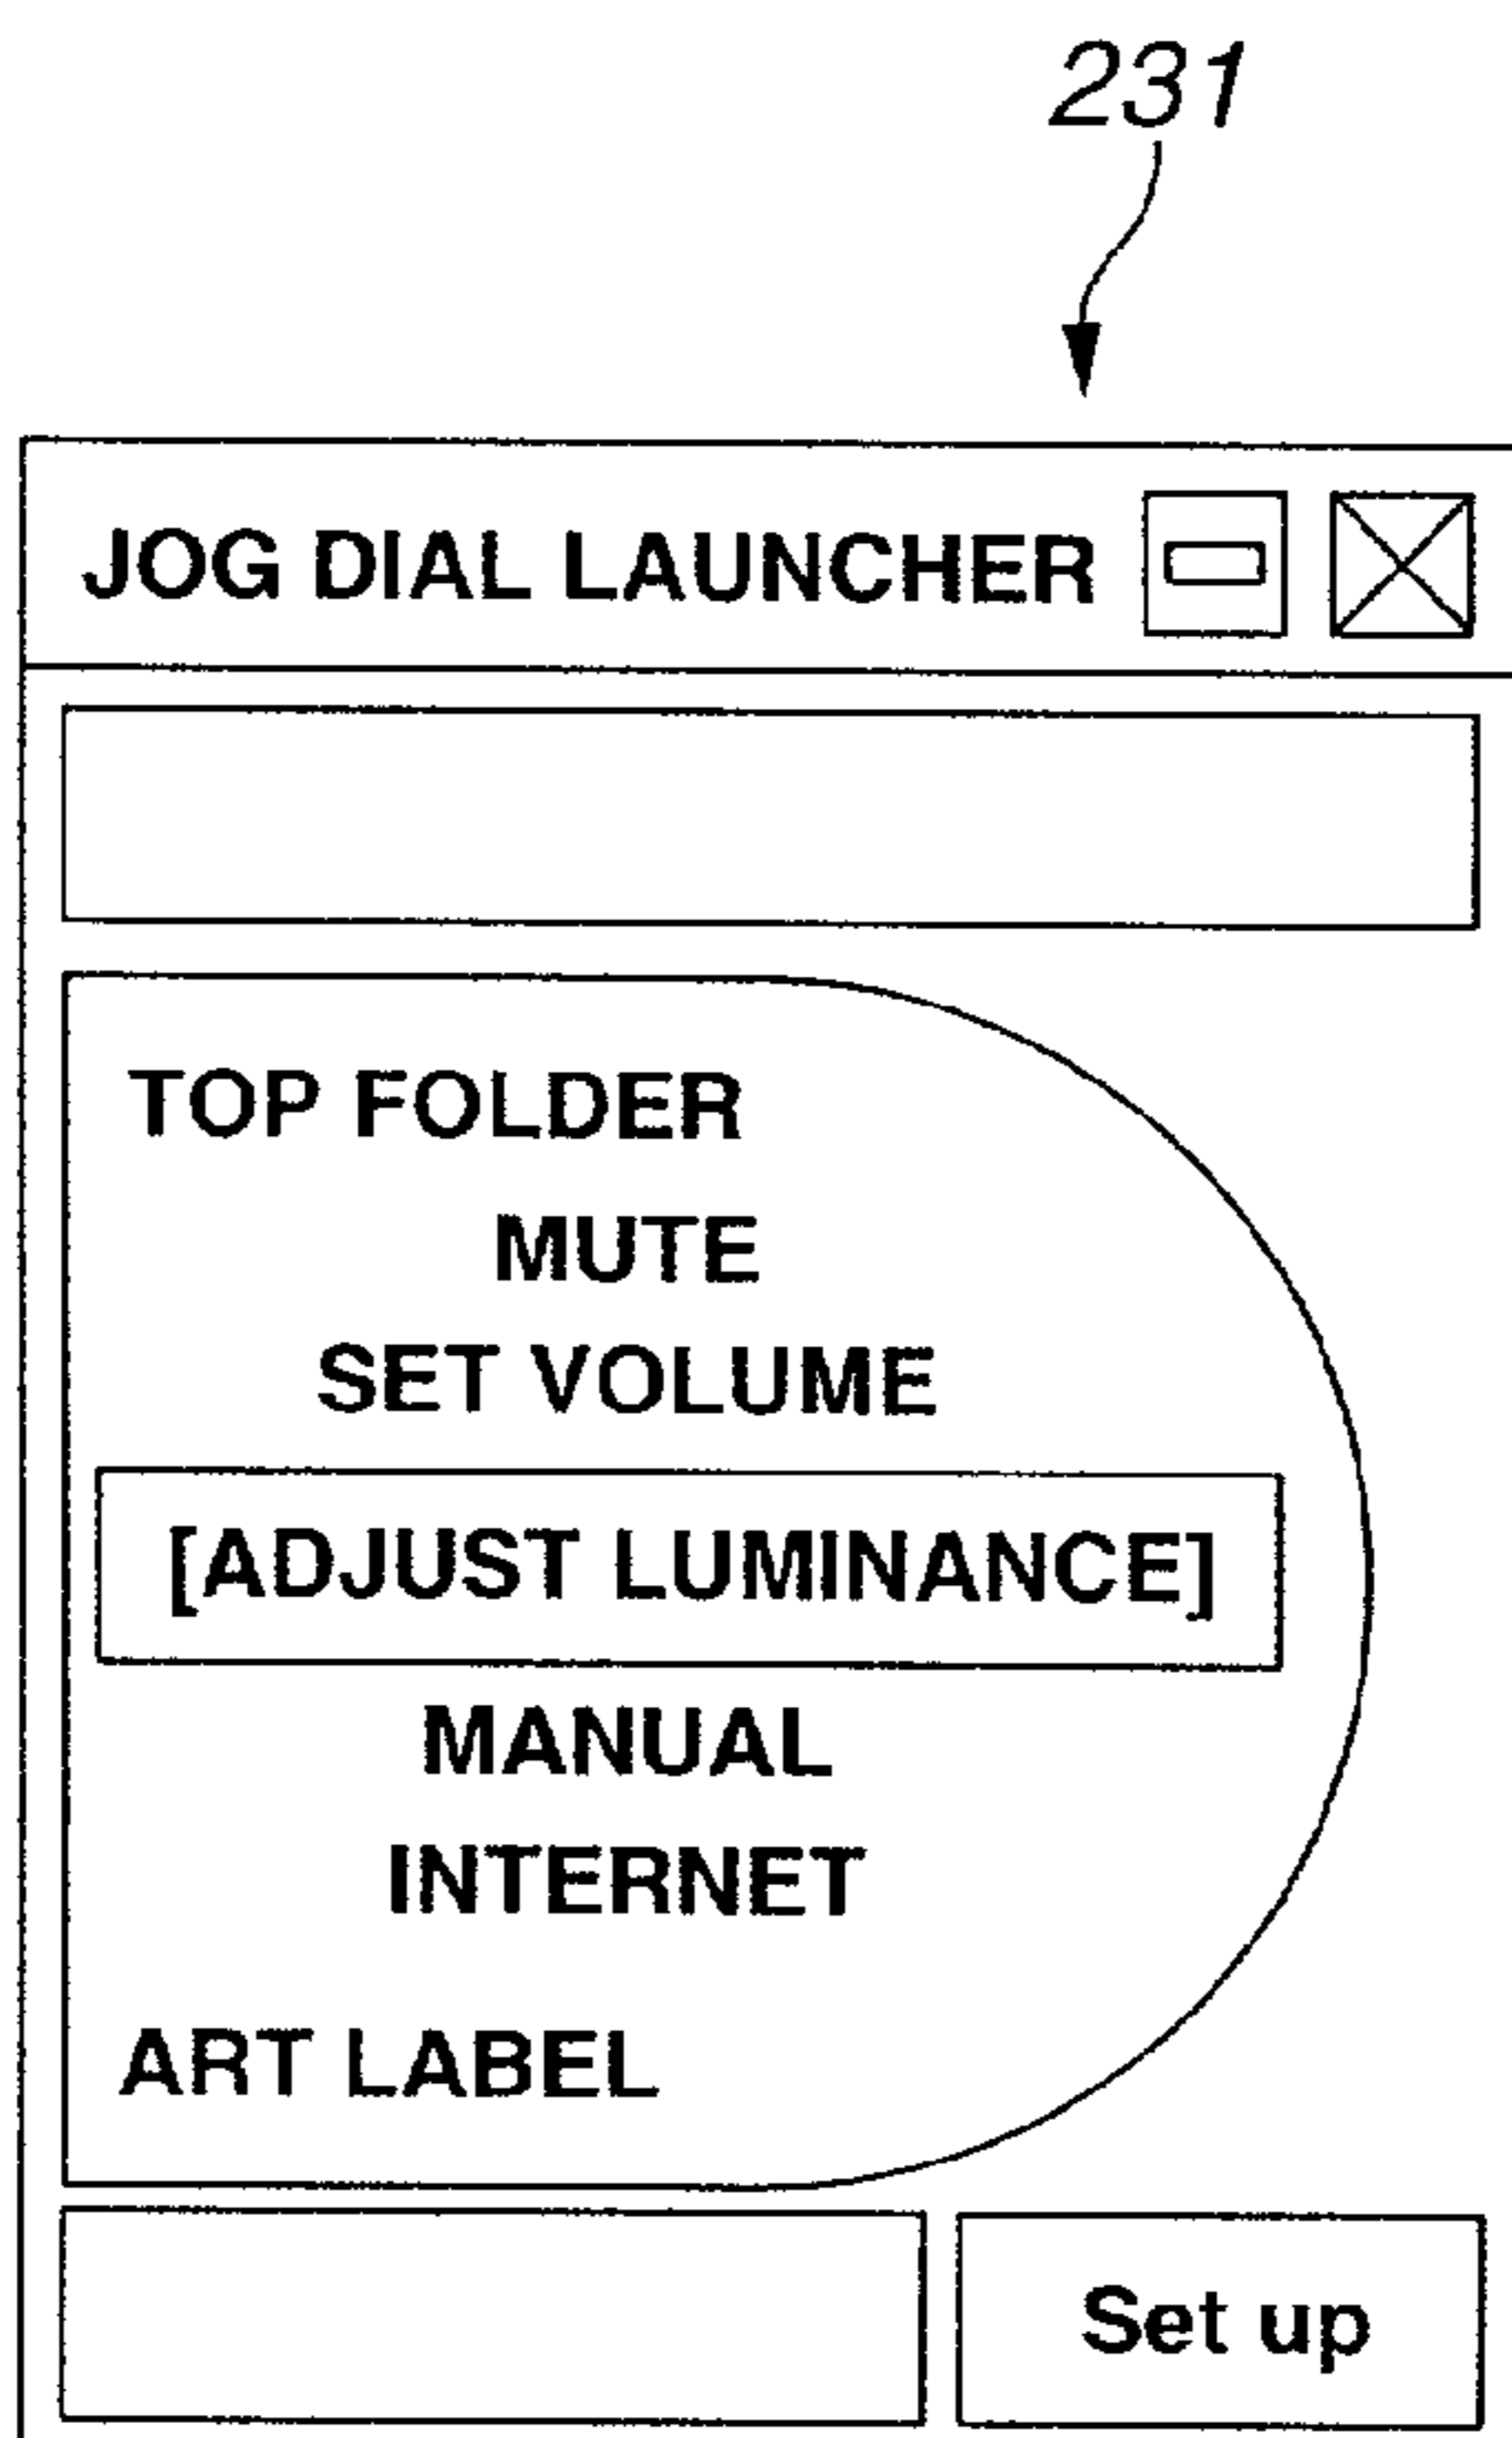 231
JOG DIAL LAUNCHER
TOP FOLDER
MUTE
SET VOLUME
[ADJUST LUMINANCE]
MANUAL
INTERNET
ART LABEL
Set up